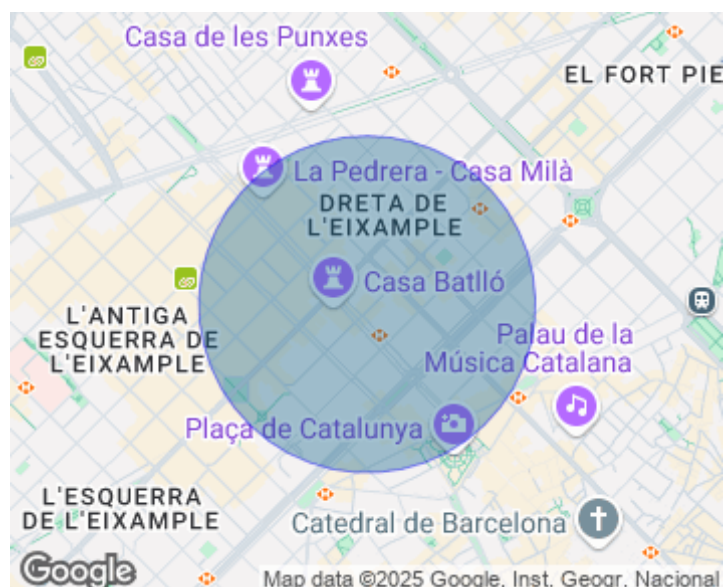 Casa de les Punxes
EL FORT PIE
La Pedrera - Casa Milà
DRETA DE
L'EIXAMPLE
Casa Batlló
L'ANTIGA
ESQUERRA DE
L'EIXAMPLE
Palau de la
Música Catalana
Plaça de Catalunya
L'ESQUERRA
DE L'EIXAMPLE
Catedral de Barcelona
Google
Map data ©2025 Google, Inst. Geogr. Nacional